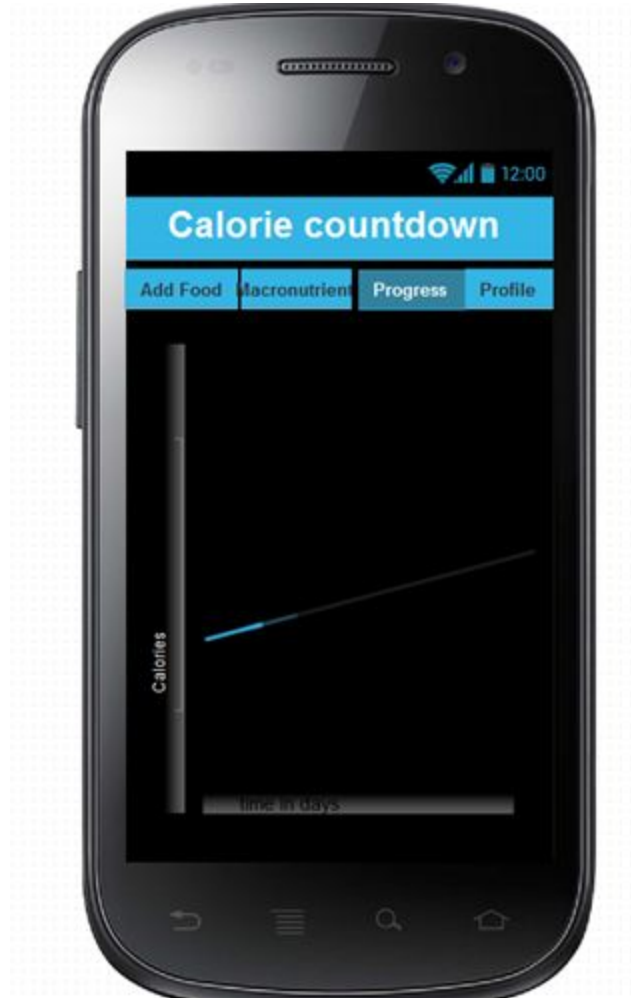 12:00
Calorie countdown
Add Food Macronutrient Progress Profile
Calories
time in days